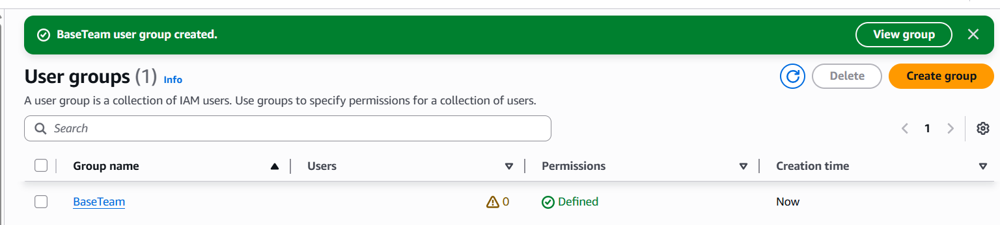 BaseTeam user group created.
View group
User groups (1) Info
Delete
Create group
A user group is a collection of IAM users. Use groups to specify permissions for a collection of users.
Search
1
Group name
Users
Permissions
Creation time
BaseTeam
0
Defined
Now